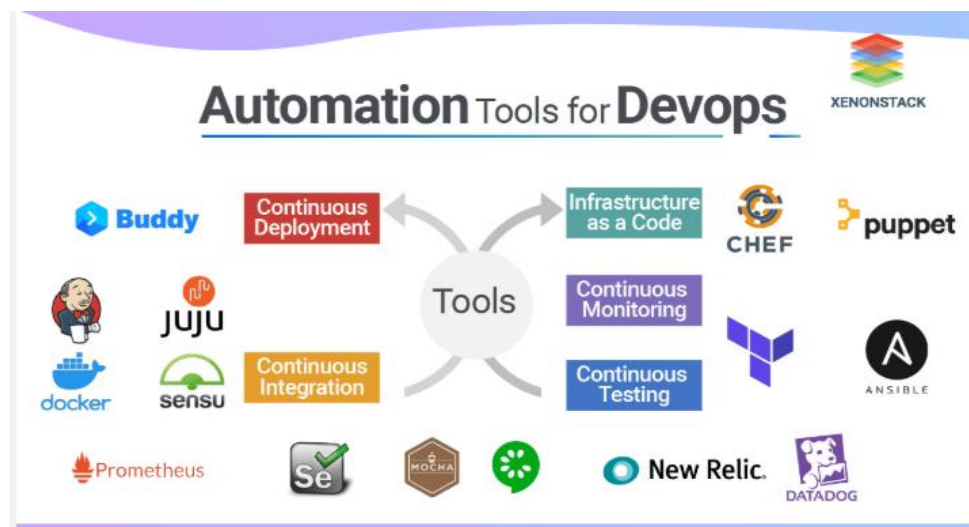 XENONSTACK
Automation Tools for Devops
Buddy
Continuous
Deployment
Infrastructure
as a Code
CHEF
puppet
juju
Tools
Continuous
Monitoring
docker
sensu
Continuous
Integration
Continuous
Testing
A
ANSIBLE
Prometheus
Se
MOCHA
New Relic.
DATADOG